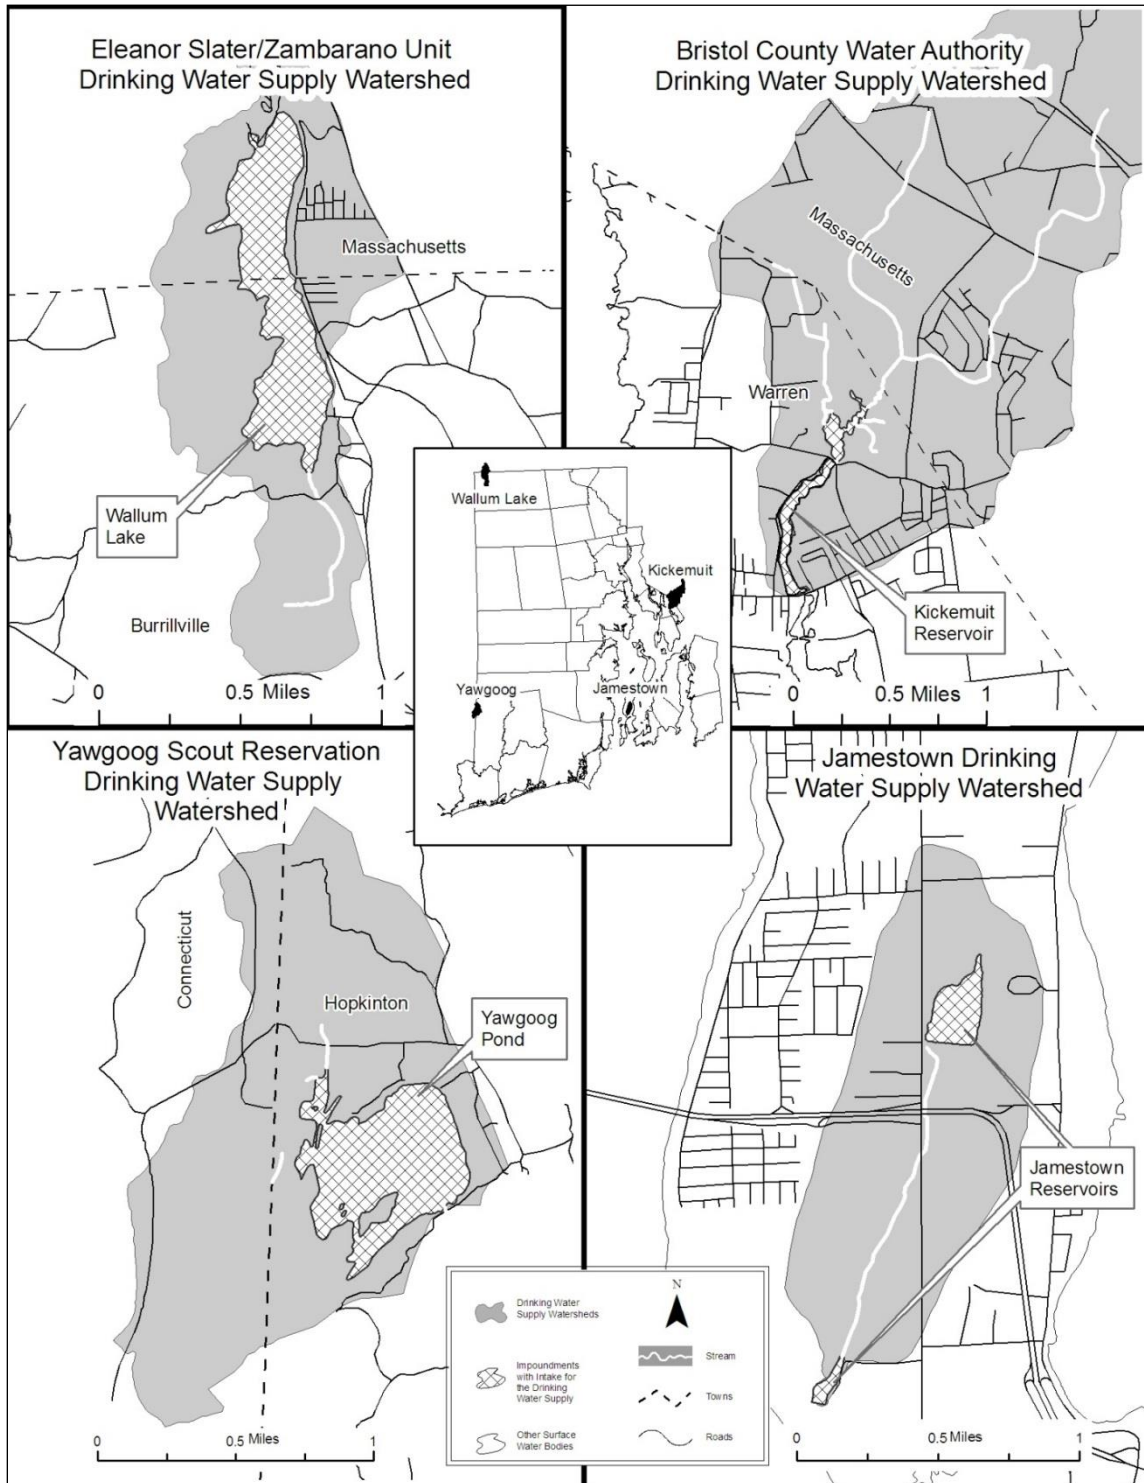 Eleanor Slater/Zambarano Unit
Drinking Water Supply Watershed
Massachusetts
Wallum
Lake
Burrillville
0
0.5 Miles
1
Bristol County Water Authority
Drinking Water Supply Watershed
Massachusetts
Warren
Kickemuit
Reservoir
0
0.5 Miles
1
Wallum Lake
Kickemuit
Yawgoog
Jamestown
Yawgoog Scout Reservation
Drinking Water Supply
Watershed
Connecticut
Hopkinton
Yawgoog
Pond
0
0.5 Miles
1
Jamestown Drinking
Water Supply Watershed
Jamestown
Reservoirs
0
0.5 Miles
1
Drinking Water
Supply Watersheds
Impoundments
with Intake for
the Drinking
Water Supply
Other Surface
Water Bodies
N
Stream
Towns
Roads